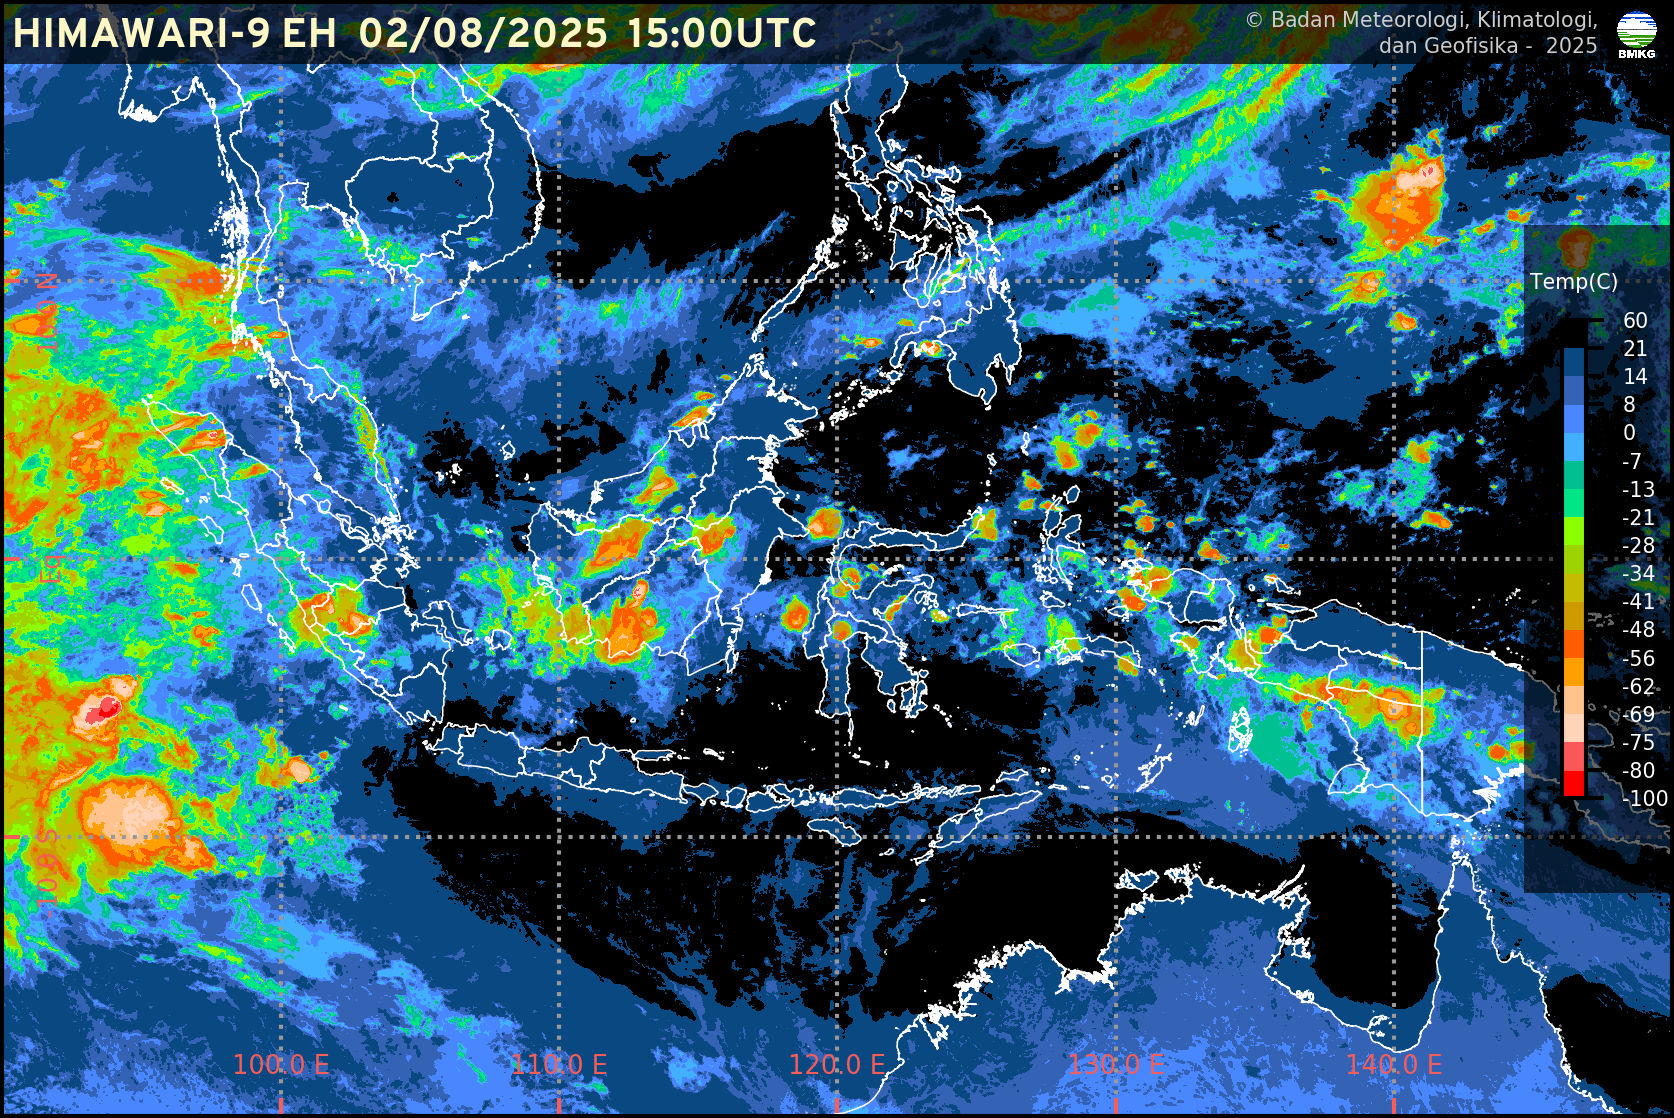 HIMAWARI-9 EH 02/08/2025 15:00UTC
© Badan Meteorologi, Klimatologi,
dan Geofisika - 2025
BMKG
Temp(C)
60
21
14
8
0
-7
-13
-21
-28
-34
-41
-48
-56
-62
-69
-75
-80
-100
10.0 N
EQ
-10.0 S
100.0 E
110.0 E
120.0 E
130.0 E
140.0 E